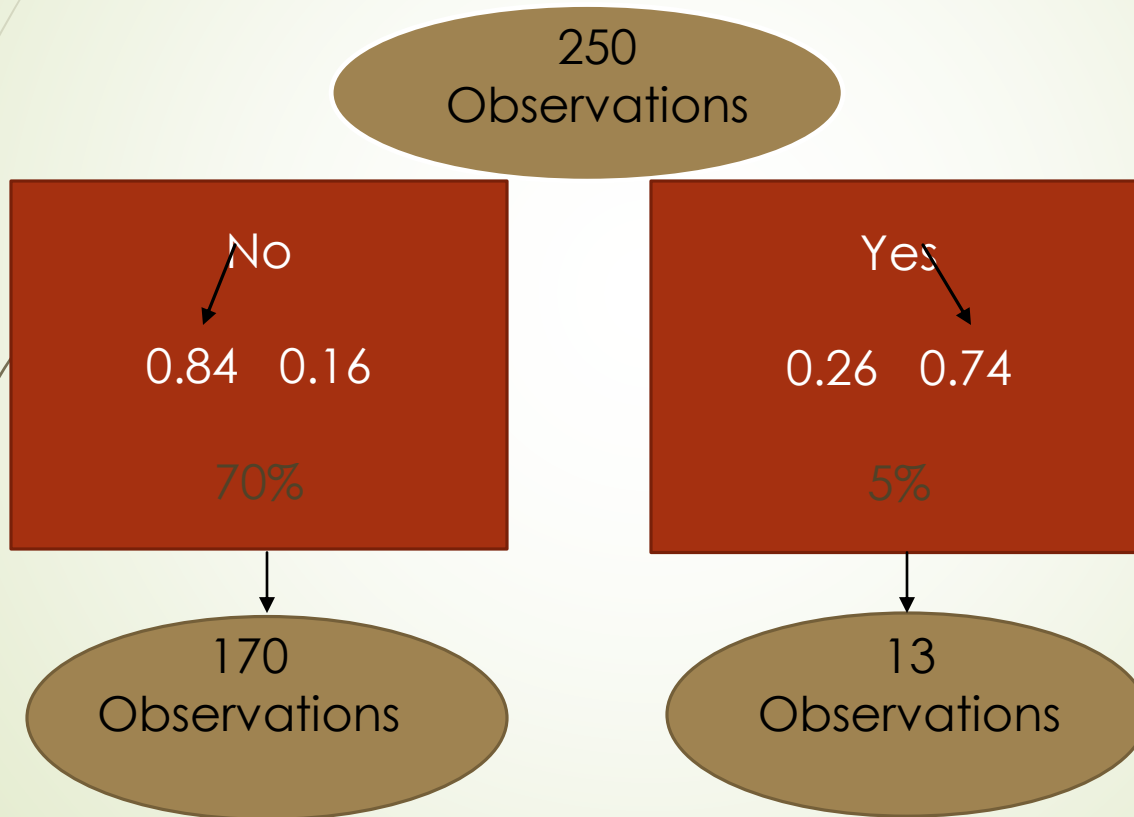 250
Observations
No
0.84 0.16
70%
Yes
0.26 0.74
5%
170
Observations
13
Observations